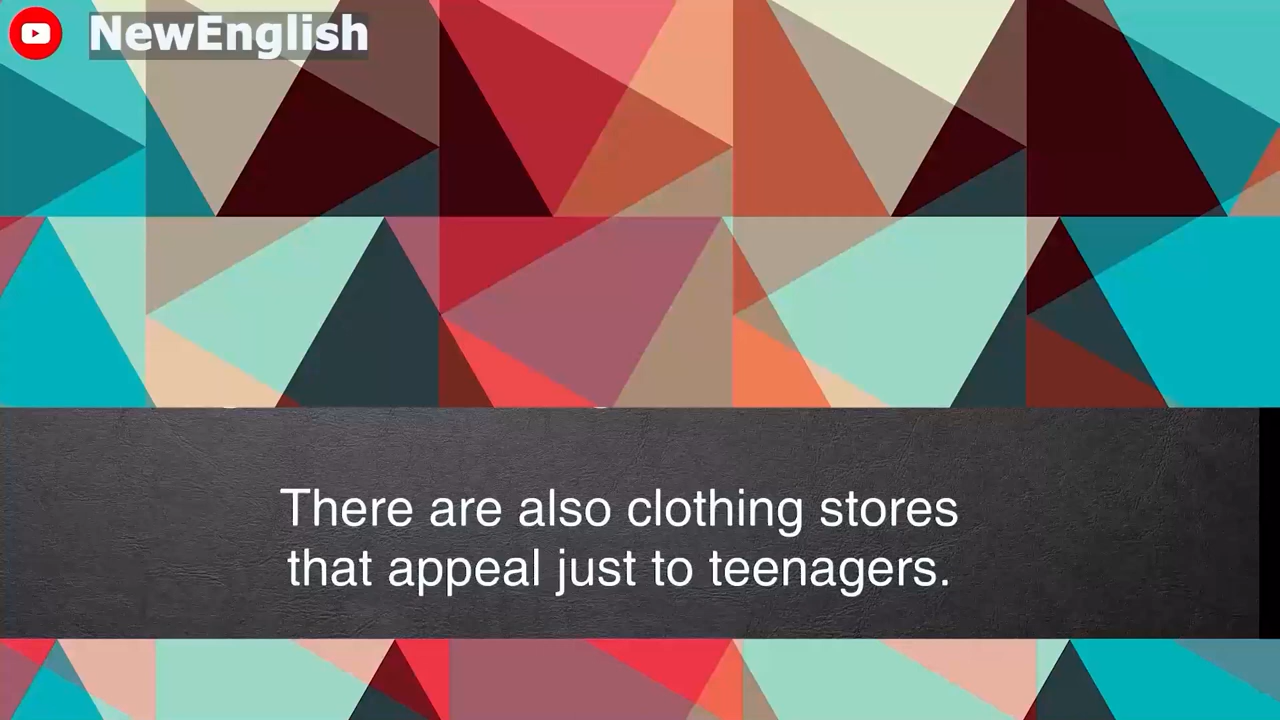 NewEnglish
There are also clothing stores
that appeal just to teenagers.